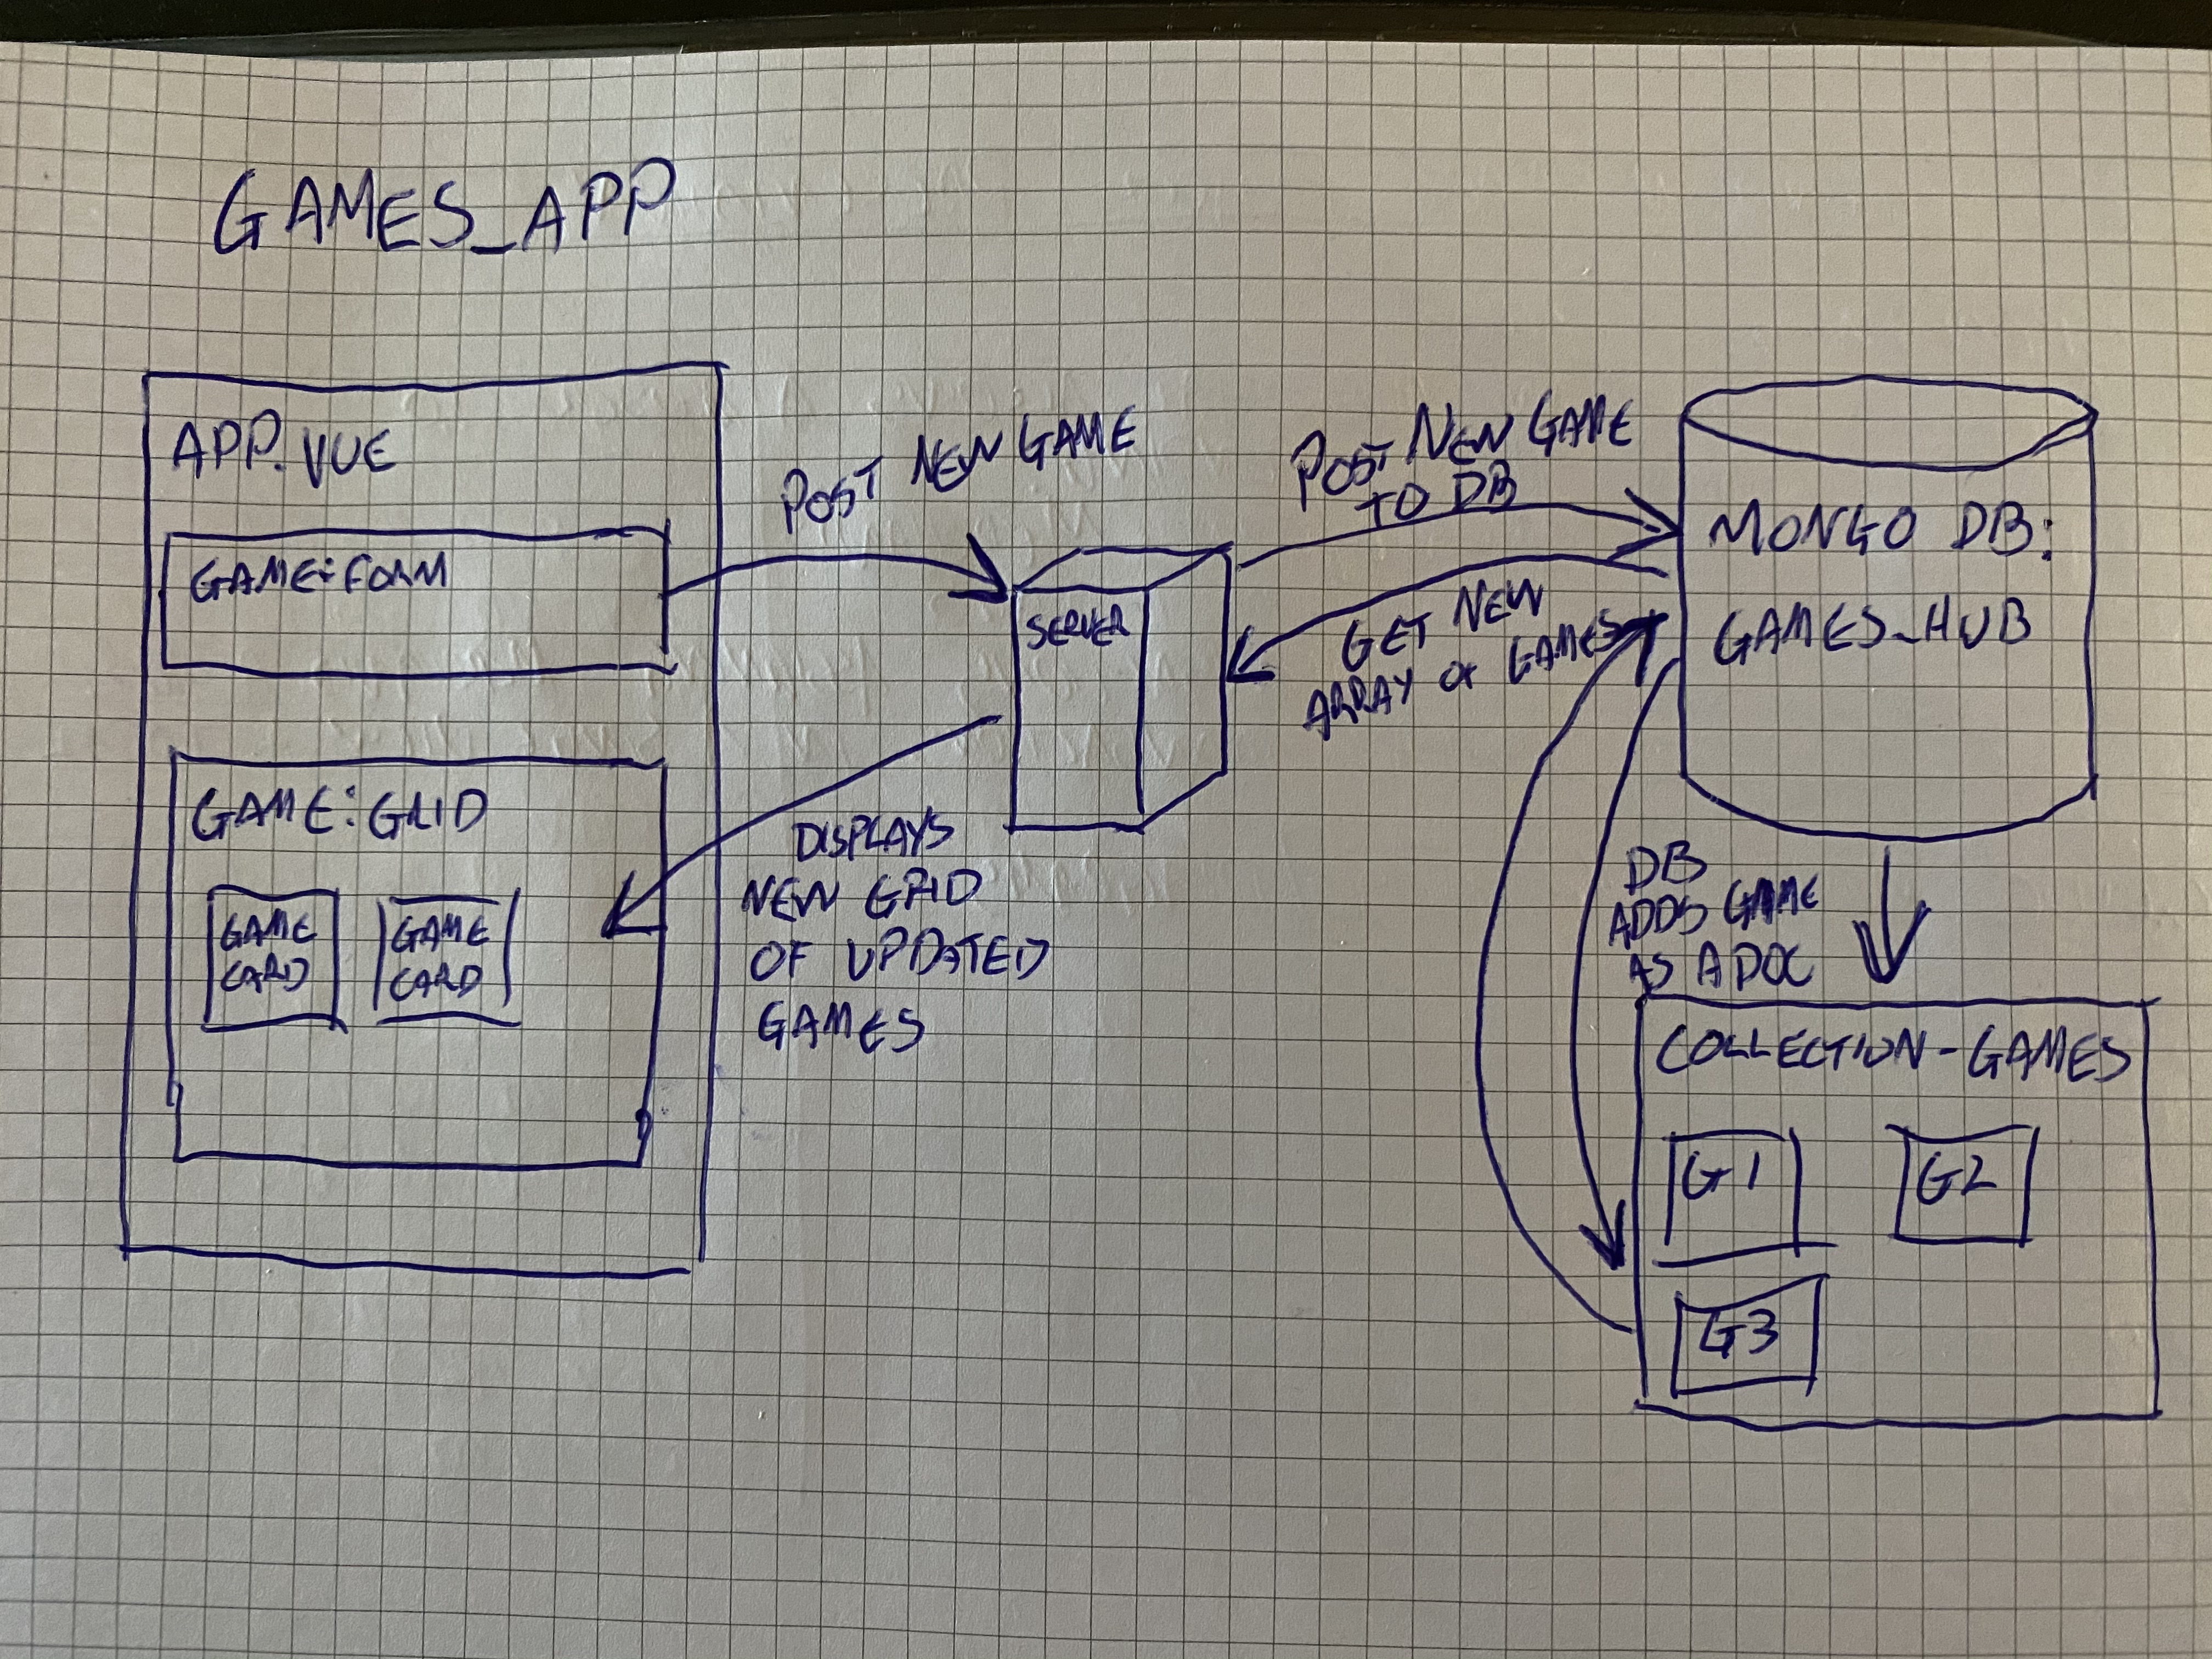 GAMES_APP
APP.VUE
GAME:FORM
GAME:GRID
GAME
CARD
GAME
CARD
POST NEW GAME
SERVER
DISPLAYS
NEW GRID
OF UPDATED
GAMES
POST NEW GAME
TO DB
GET NEW
ARRAY OF GAMES
MONGO DB:
GAMES_HUB
DB
ADDS GAME
AS A DOC
COLLECTION-GAMES
G1
G2
G3